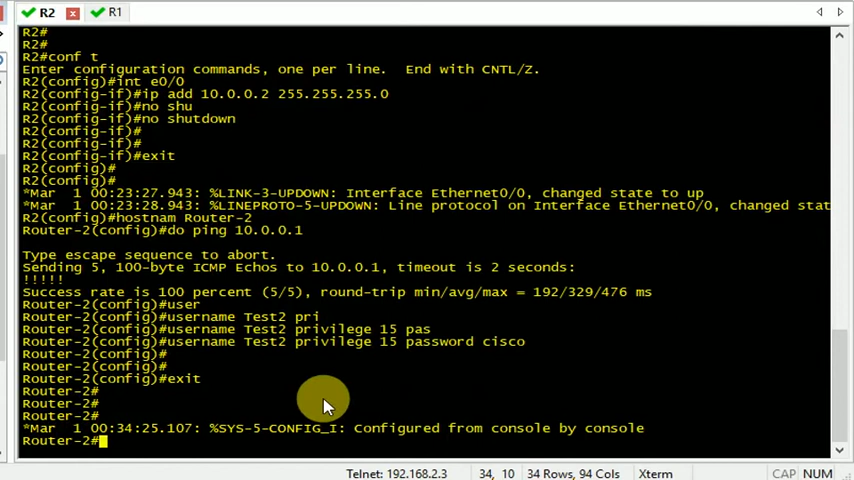 R2
R1
R2#
R2#
R2#conf t
Enter configuration commands, one per line.  End with CNTL/Z.
R2(config)#int e0/0
R2(config-if)#ip add 10.0.0.2 255.255.255.0
R2(config-if)#no shu
R2(config-if)#no shutdown
R2(config-if)#
R2(config-if)#
R2(config-if)#exit
R2(config)#
R2(config)#
*Mar  1 00:23:27.943: %LINK-3-UPDOWN: Interface Ethernet0/0, changed state to up
*Mar  1 00:23:28.943: %LINEPROTO-5-UPDOWN: Line protocol on Interface Ethernet0/0, changed stat
R2(config)#hostnam Router-2
Router-2(config)#do ping 10.0.0.1
Type escape sequence to abort.
Sending 5, 100-byte ICMP Echos to 10.0.0.1, timeout is 2 seconds:
!!!!!
Success rate is 100 percent (5/5), round-trip min/avg/max = 192/329/476 ms
Router-2(config)#user
Router-2(config)#username Test2 pri
Router-2(config)#username Test2 privilege 15 pas
Router-2(config)#username Test2 privilege 15 password cisco
Router-2(config)#
Router-2(config)#
Router-2(config)#exit
Router-2#
Router-2#
Router-2#
*Mar  1 00:34:25.107: %SYS-5-CONFIG_I: Configured from console by console
Router-2#
Telnet: 192.168.2.3 34, 10 34 Rows, 94 Cols Xterm CAP NUM